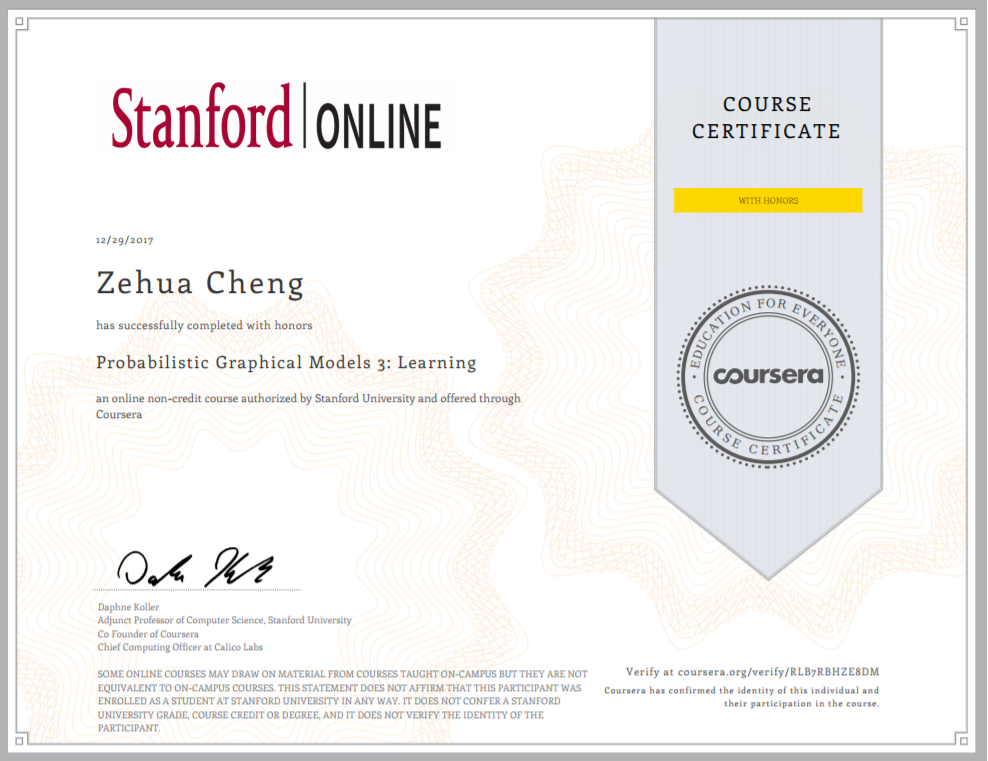 Stanford | ONLINE
COURSE
CERTIFICATE
WITH HONORS
12/29/2017
Zehua Cheng
has successfully completed with honors
Probabilistic Graphical Models 3: Learning
an online non-credit course authorized by Stanford University and offered through
Coursera
EDUCATION FOR EVERYONE
coursera
COURSE CERTIFICATE
Daphne Koller
Adjunct Professor of Computer Science, Stanford University
Co Founder of Coursera
Chief Computing Officer at Calico Labs
SOME ONLINE COURSES MAY DRAW ON MATERIAL FROM COURSES TAUGHT ON-CAMPUS BUT THEY ARE NOT
EQUIVALENT TO ON-CAMPUS COURSES. THIS STATEMENT DOES NOT AFFIRM THAT THIS PARTICIPANT WAS
ENROLLED AS A STUDENT AT STANFORD UNIVERSITY IN ANY WAY. IT DOES NOT CONFER A STANFORD
UNIVERSITY GRADE, COURSE CREDIT OR DEGREE, AND IT DOES NOT VERIFY THE IDENTITY OF THE
PARTICIPANT.
Verify at coursera.org/verify/RLB7RBHZE8DM
Coursera has confirmed the identity of this individual and
their participation in the course.